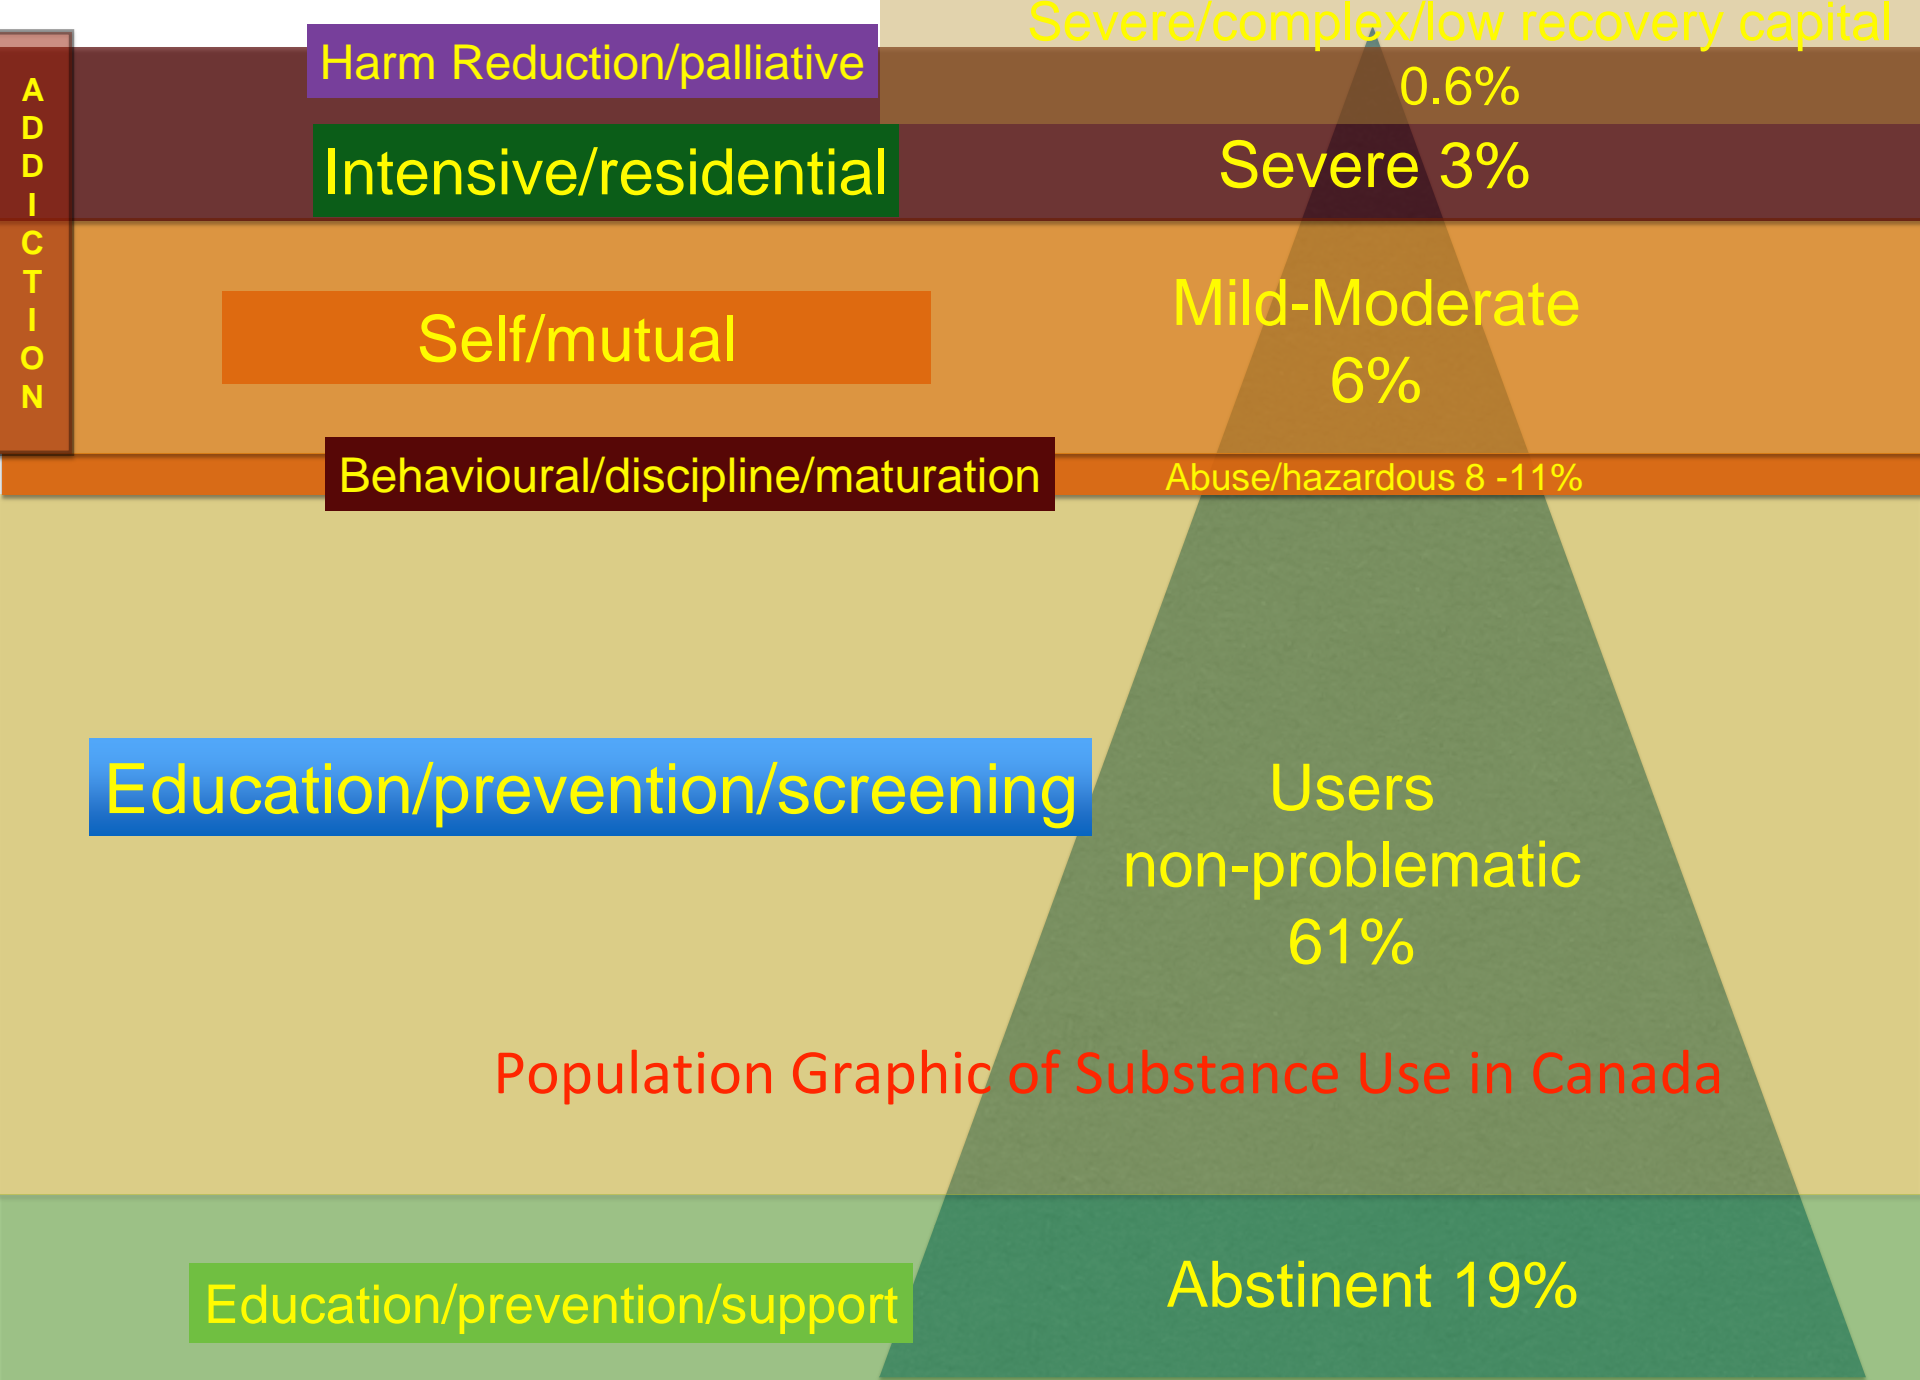 Severe/complex/low recovery capital
0.6%
Harm Reduction/palliative
A
D
D
I
C
T
I
O
N
Intensive/residential
Severe 3%
Self/mutual
Mild-Moderate
6%
Behavioural/discipline/maturation
Abuse/hazardous 8 -11%
Education/prevention/screening
Users
non-problematic
61%
Population Graphic of Substance Use in Canada
Education/prevention/support
Abstinent 19%